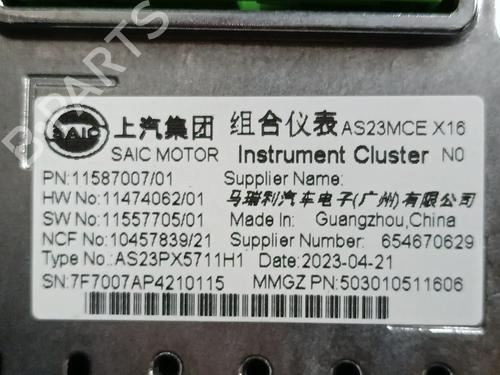 B-PARTS
SAIC 上汽集团 组合仪表 AS23MCE X16
SAIC MOTOR Instrument Cluster N0
PN:11587007/01 Supplier Name:
HW No:11474062/01 马瑞利汽车电子(广州)有限公司
SW No:11557705/01 Made In: Guangzhou,China
NCF No:10457839/21 Supplier Number: 654670629
Type No.:AS23PX5711H1 Date:2023-04-21
SN:7F7007AP4210115 MMGZ PN:503010511606